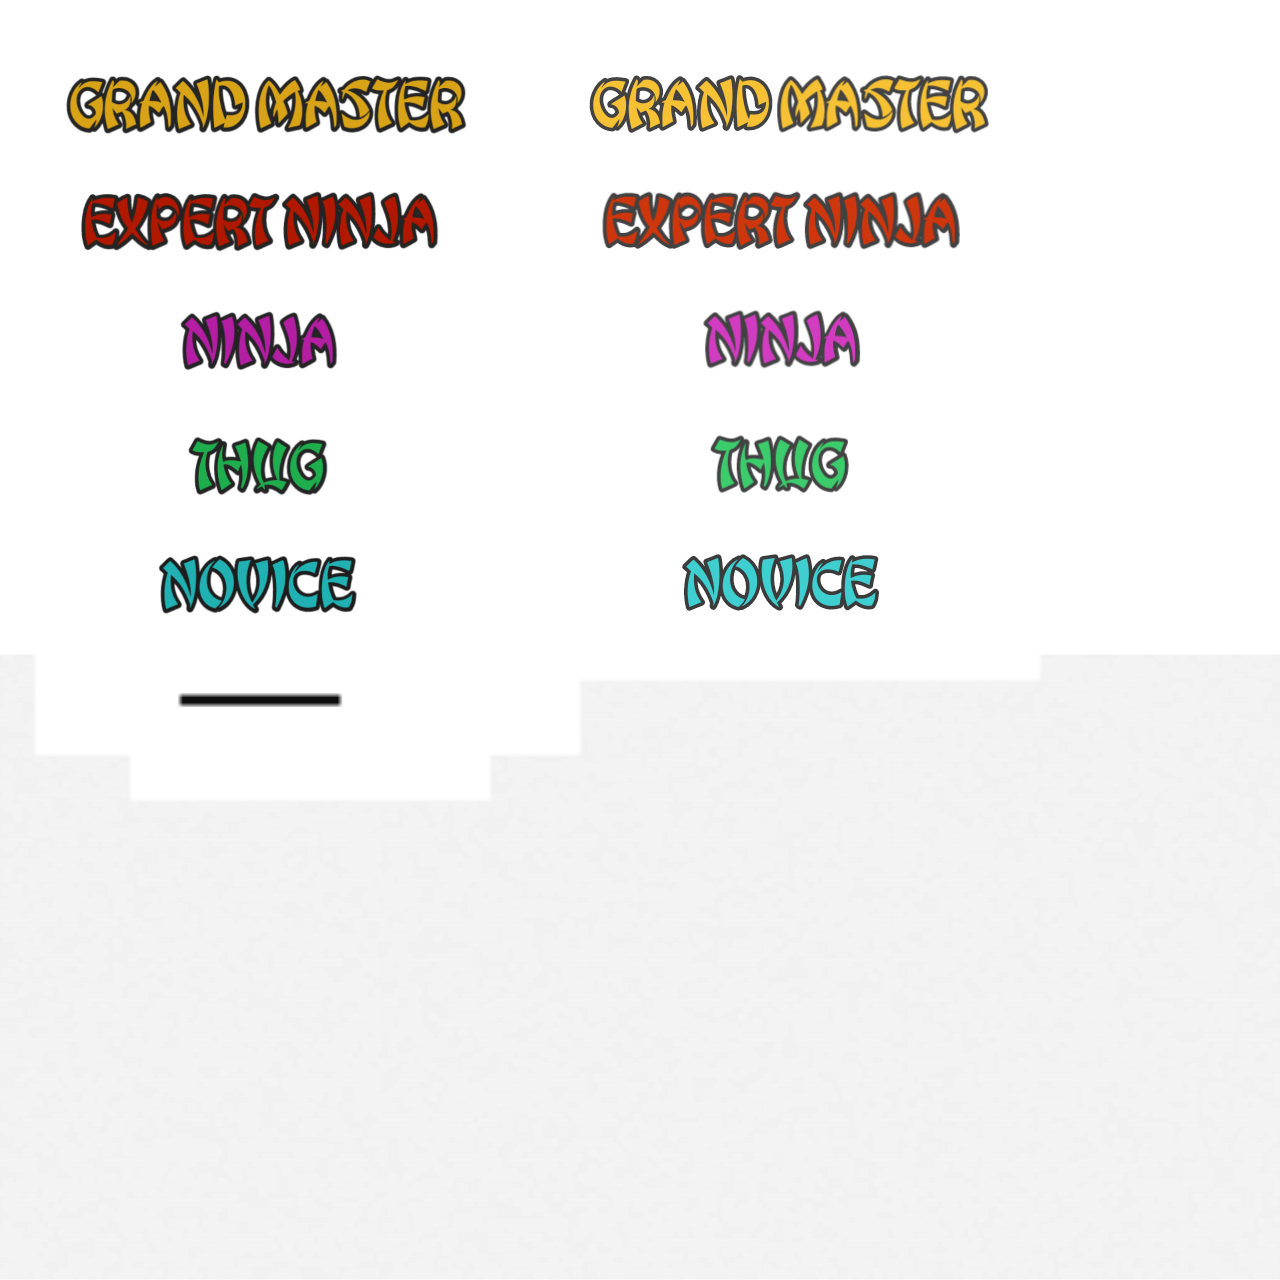 GRAND MASTER GRAND MASTER
EXPERT NINJA EXPERT NINJA
NINJA NINJA
THUG THUG
NOVICE NOVICE